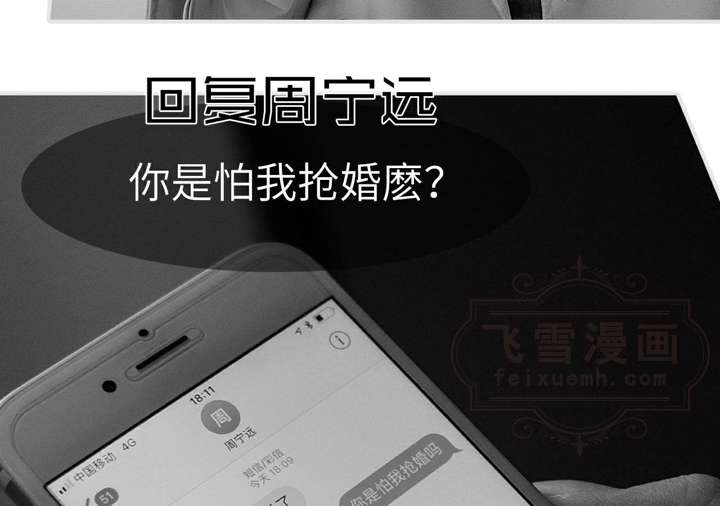 回复周宁远
你是怕我抢婚麽?
18:11
中国移动 4G
周
周宁远
51
短信/彩信
今天 18:09
了
你是怕我抢婚吗
飞雪漫画
feixuemh.com